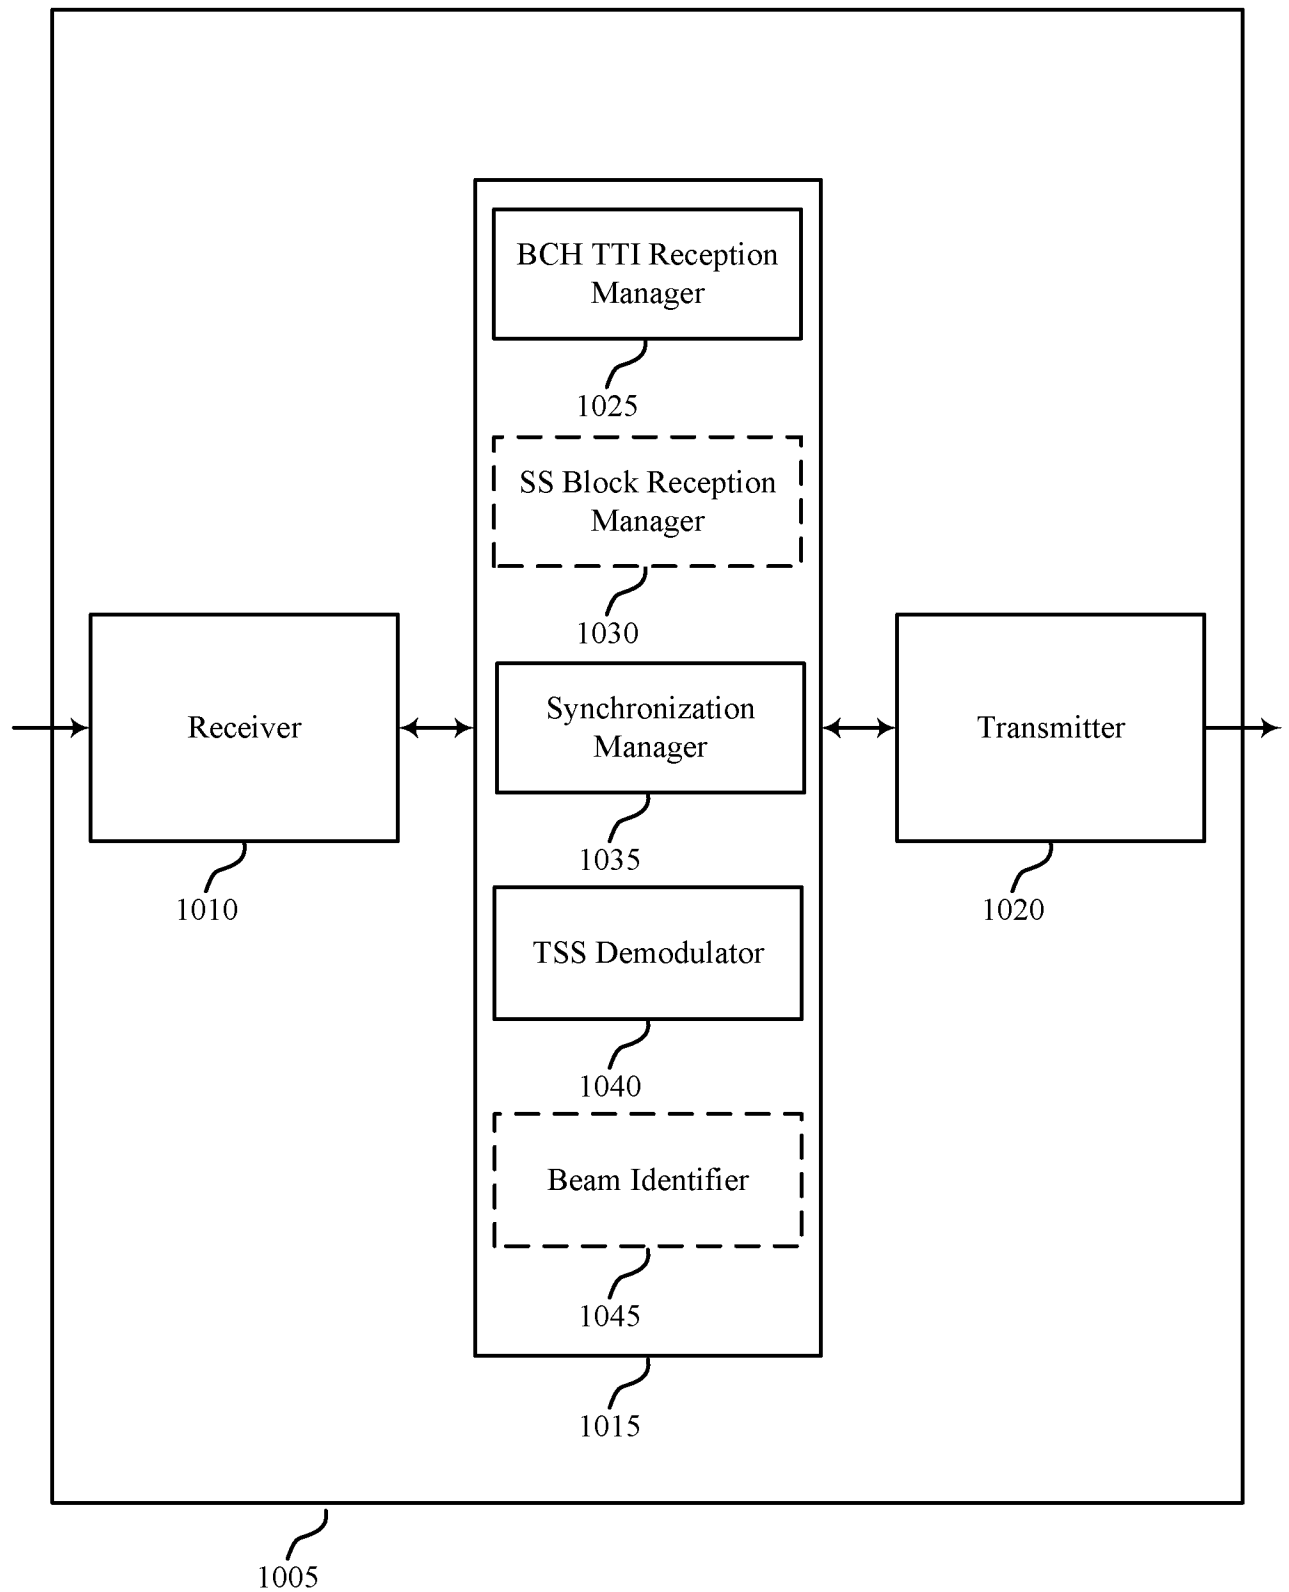 BCH TTI Reception
Manager
1025
SS Block Reception
Manager
1030
Receiver
1010
Synchronization
Manager
1035
Transmitter
1020
TSS Demodulator
1040
Beam Identifier
1045
1015
1005